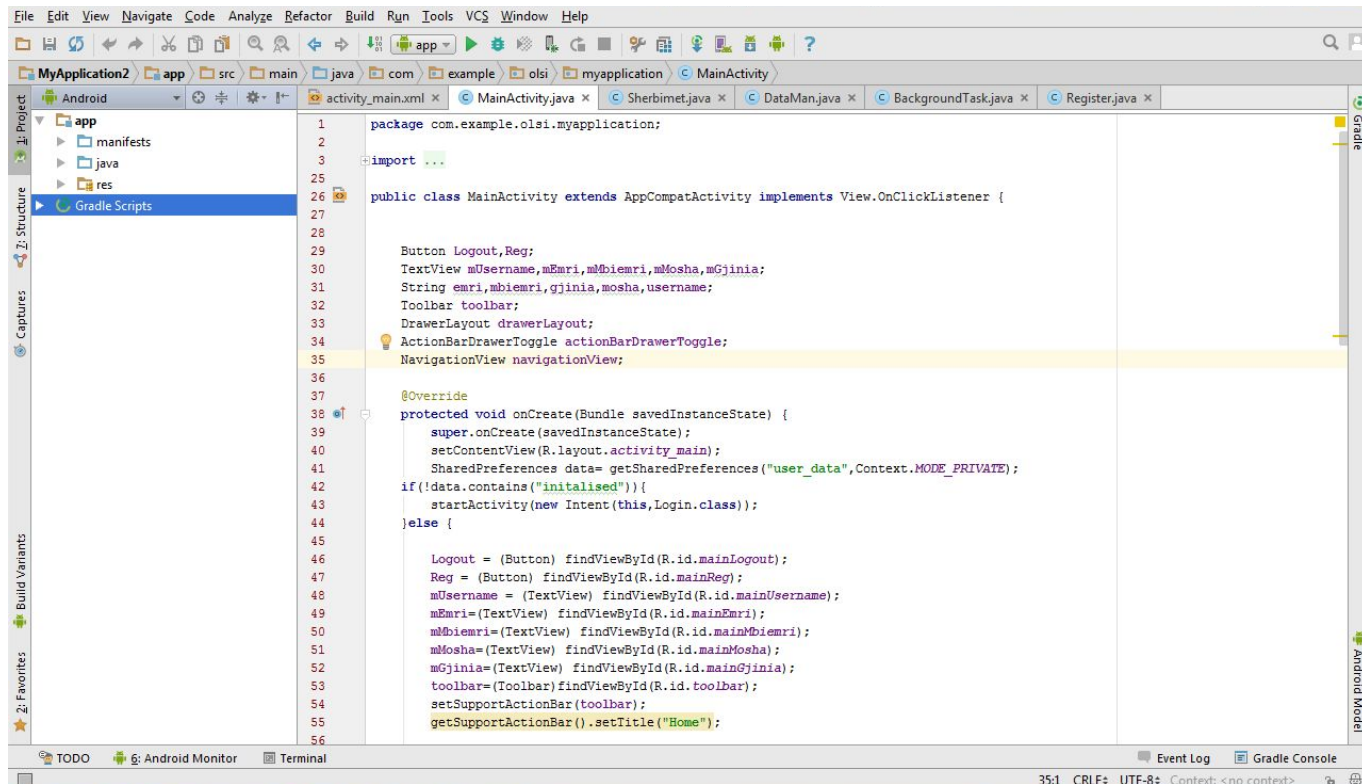 File Edit View Navigate Code Analyze Refactor Build Run Tools VCS Window Help
app
MyApplication2 app src main java com example olsi myapplication MainActivity
Android
activity_main.xml MainActivity.java Sherbimet.java DataMan.java BackgroundTask.java Register.java
1: Project
7: Structure
Captures
Build Variants
2: Favorites
app
manifests
java
res
Gradle Scripts
1 package com.example.olsi.myapplication;
2
3 import ...
25
26 public class MainActivity extends AppCompatActivity implements View.OnClickListener {
27
28
29 Button Logout,Reg;
30 TextView mUsername,mEmri,mMbiemri,mMosha,mGjinia;
31 String emri,mbiemri,gjinia,mosha,username;
32 Toolbar toolbar;
33 DrawerLayout drawerLayout;
34 ActionBarDrawerToggle actionBarDrawerToggle;
35 NavigationView navigationView;
36
37 @Override
38 protected void onCreate(Bundle savedInstanceState) {
39 super.onCreate(savedInstanceState);
40 setContentView(R.layout.activity_main);
41 SharedPreferences data= getSharedPreferences("user_data",Context.MODE_PRIVATE);
42 if(!data.contains("initalised")){
43 startActivity(new Intent(this,Login.class));
44 }else {
45
46 Logout = (Button) findViewById(R.id.mainLogout);
47 Reg = (Button) findViewById(R.id.mainReg);
48 mUsername = (TextView) findViewById(R.id.mainUsername);
49 mEmri=(TextView) findViewById(R.id.mainEmri);
50 mMbiemri=(TextView) findViewById(R.id.mainMbiemri);
51 mMosha=(TextView) findViewById(R.id.mainMosha);
52 mGjinia=(TextView) findViewById(R.id.mainGjinia);
53 toolbar=(Toolbar)findViewById(R.id.toolbar);
54 setSupportActionBar(toolbar);
55 getSupportActionBar().setTitle("Home");
56
Gradle
Android Model
TODO 6: Android Monitor Terminal Event Log Gradle Console
35:1 CRLF UTF-8 Context: <no context>